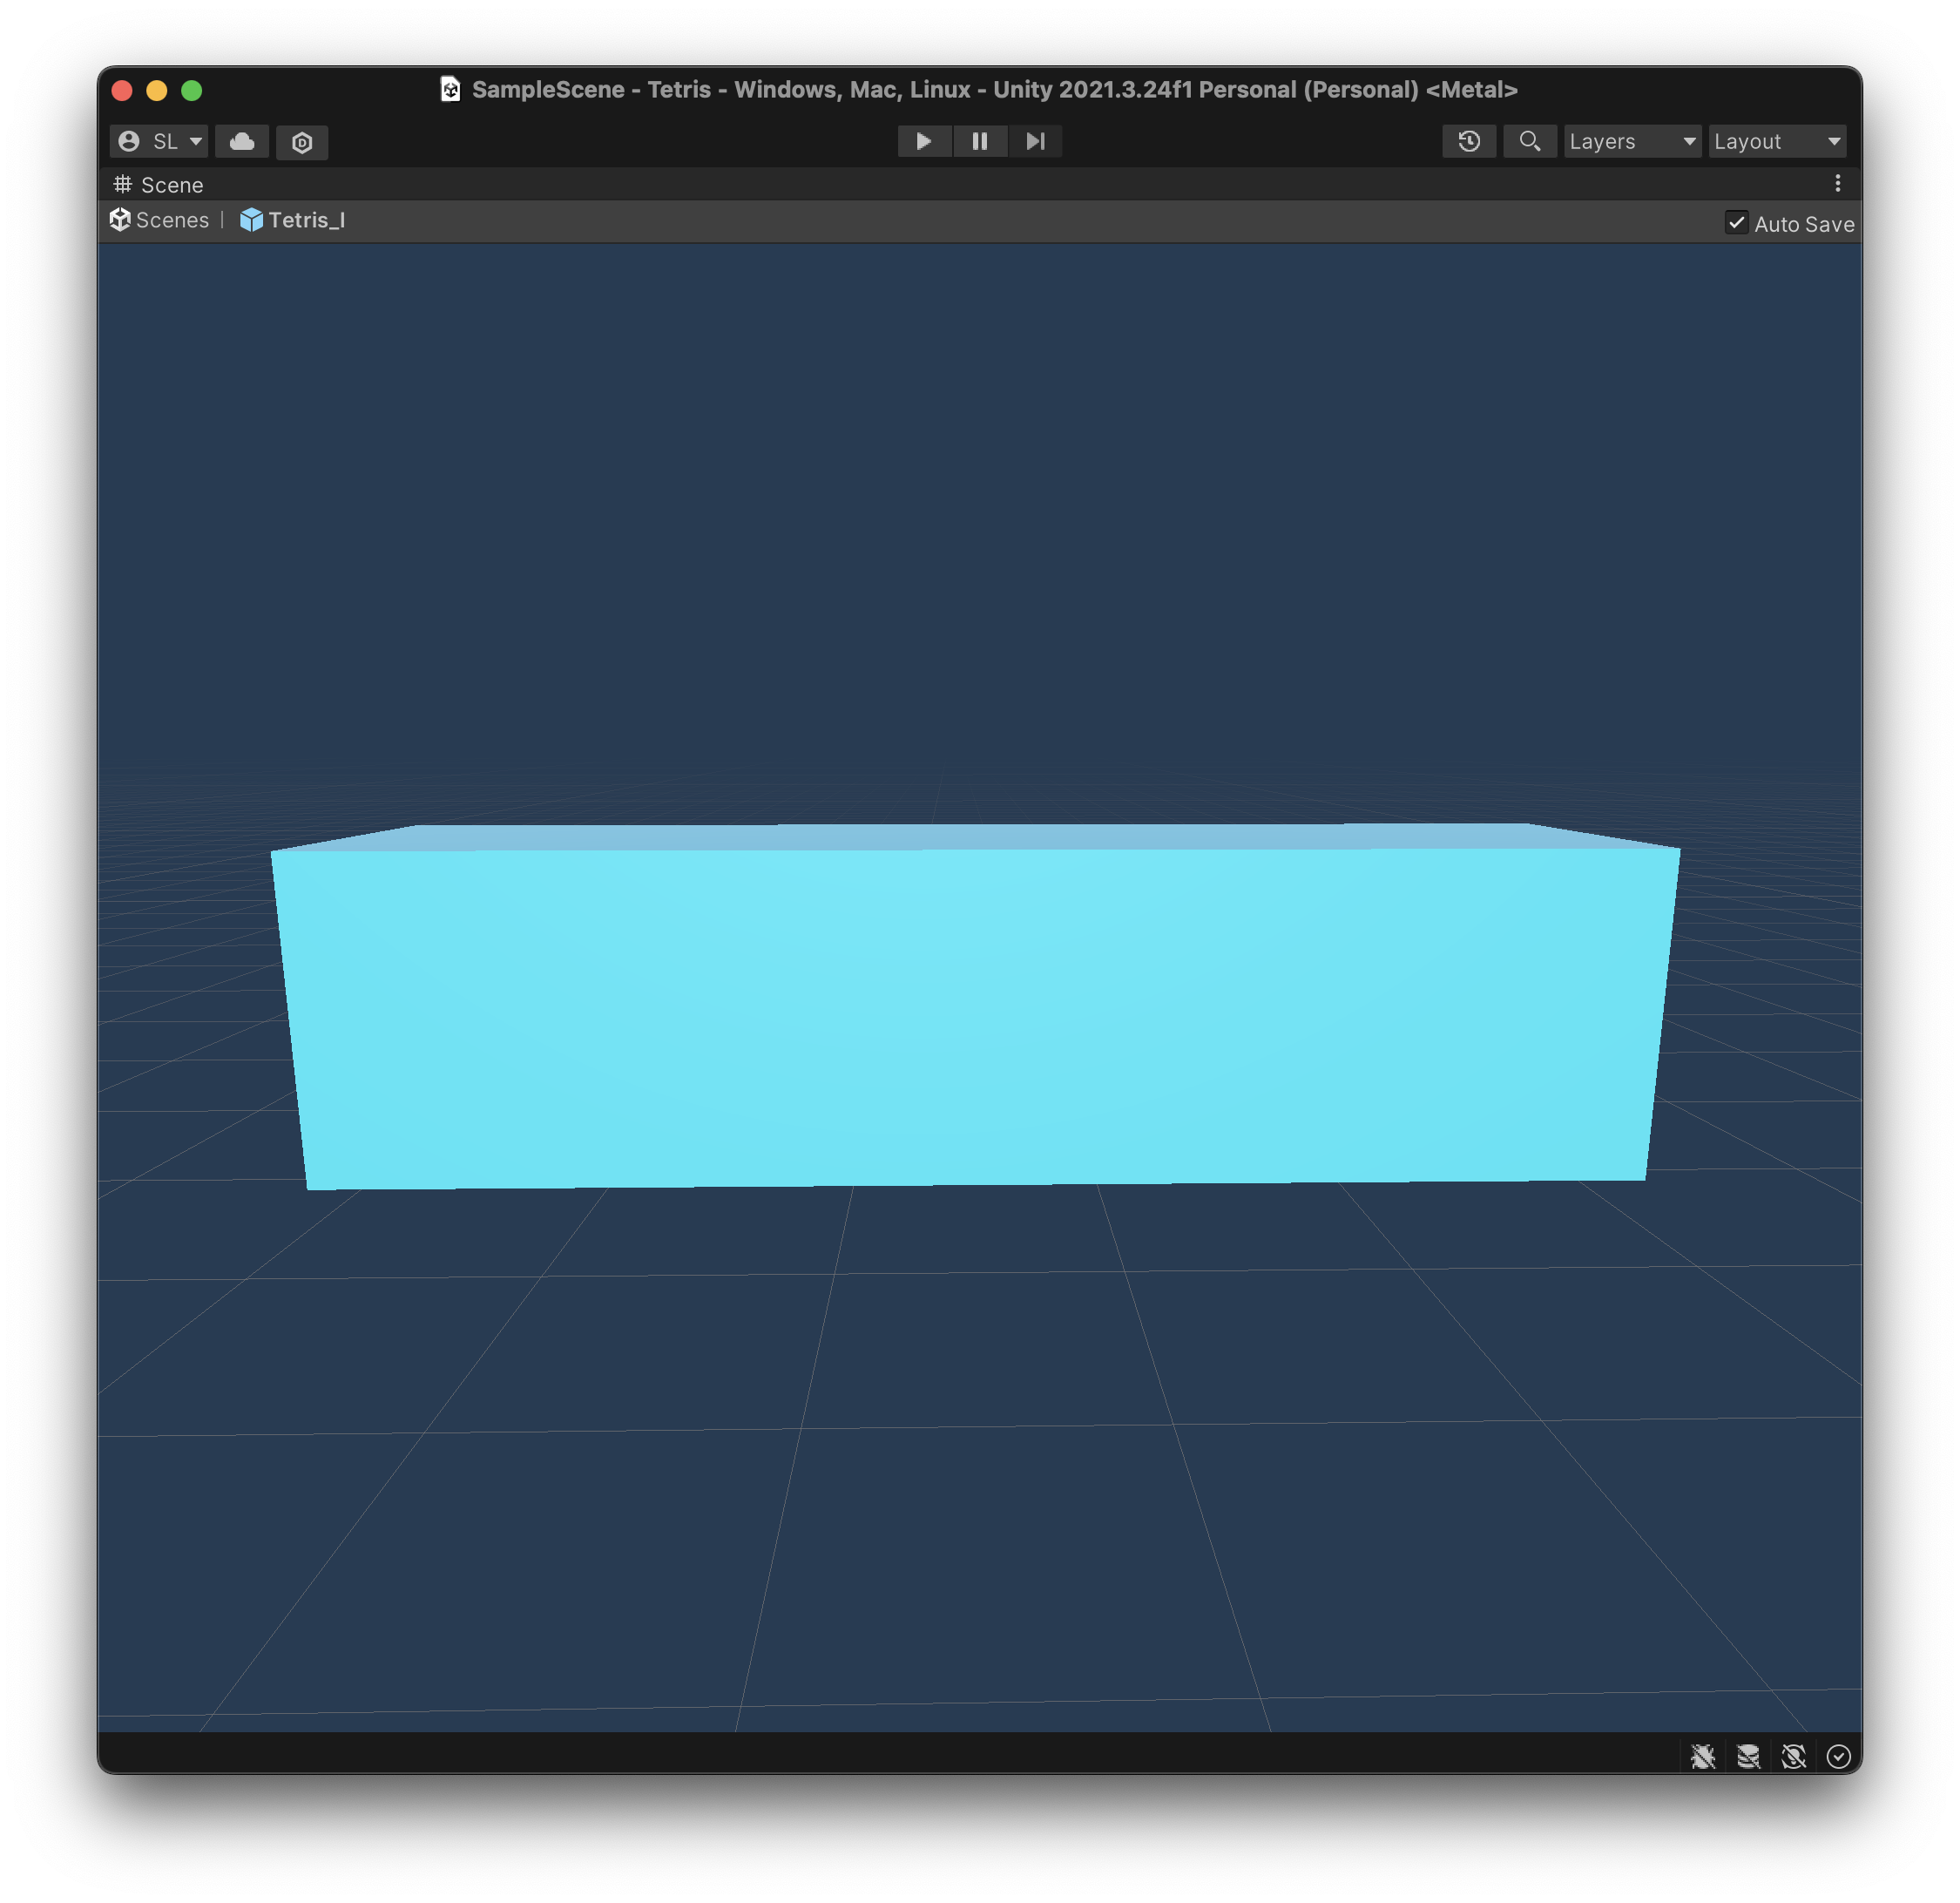 SampleScene - Tetris - Windows, Mac, Linux - Unity 2021.3.24f1 Personal (Personal) <Metal>
SL
Layers
Layout
Scene
Scenes | Tetris_I
Auto Save